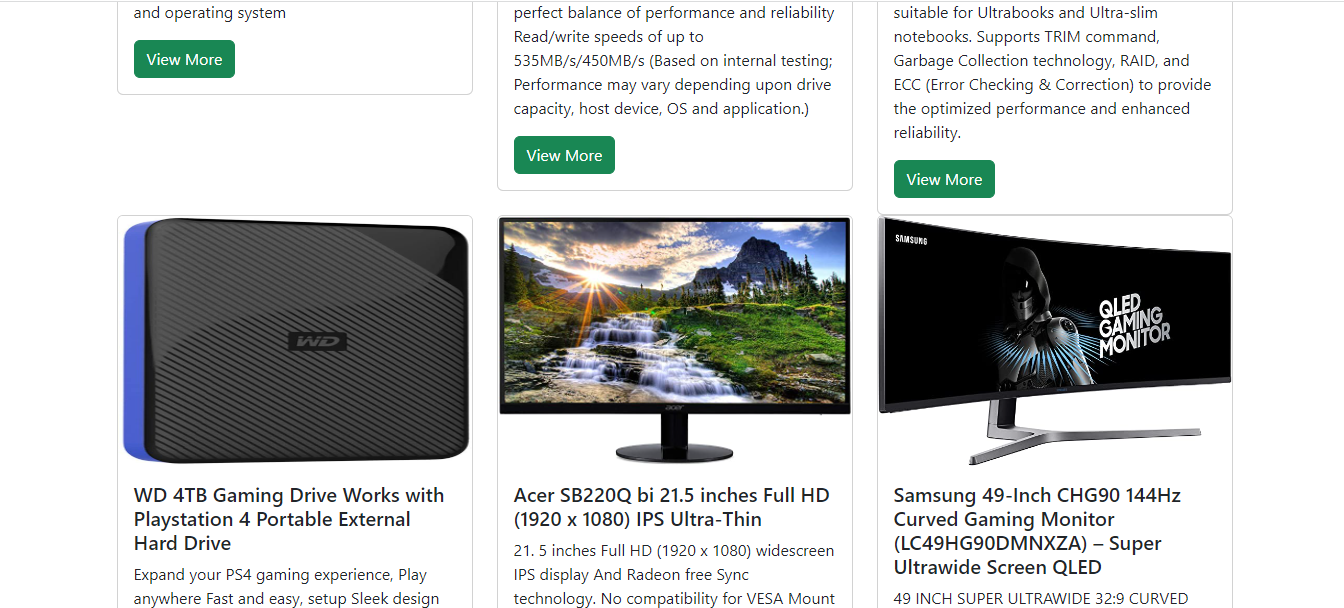 and operating system
View More
perfect balance of performance and reliability
Read/write speeds of up to
535MB/s/450MB/s (Based on internal testing;
Performance may vary depending upon drive
capacity, host device, OS and application.)
View More
suitable for Ultrabooks and Ultra-slim
notebooks. Supports TRIM command,
Garbage Collection technology, RAID, and
ECC (Error Checking & Correction) to provide
the optimized performance and enhanced
reliability.
View More
WD
WD 4TB Gaming Drive Works with
Playstation 4 Portable External
Hard Drive
Expand your PS4 gaming experience, Play
anywhere Fast and easy, setup Sleek design
acer
Acer SB220Q bi 21.5 inches Full HD
(1920 x 1080) IPS Ultra-Thin
21. 5 inches Full HD (1920 x 1080) widescreen
IPS display And Radeon free Sync
technology. No compatibility for VESA Mount
SAMSUNG
QLED
GAMING
MONITOR
Samsung 49-Inch CHG90 144Hz
Curved Gaming Monitor
(LC49HG90DMNXZA) – Super
Ultrawide Screen QLED
49 INCH SUPER ULTRAWIDE 32:9 CURVED